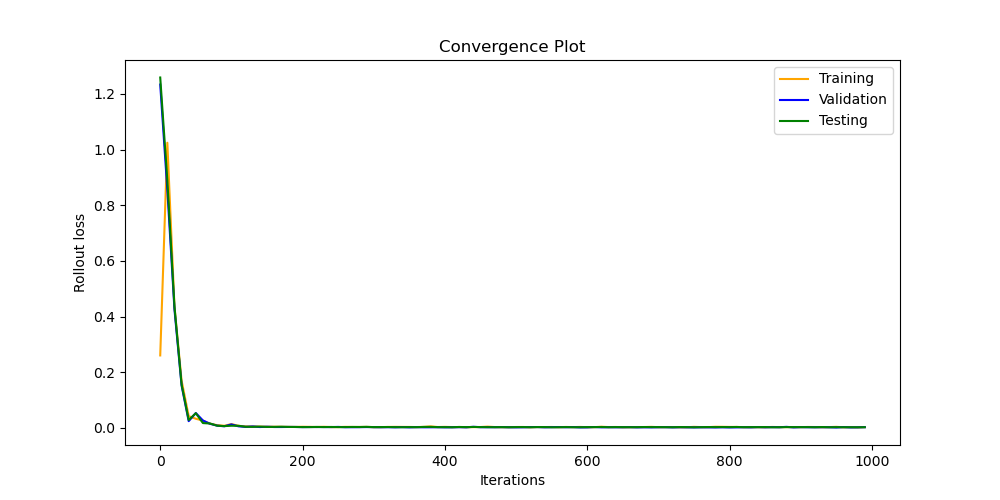 Convergence Plot
Training
Validation
Testing
Rollout loss
1.2
1.0
0.8
0.6
0.4
0.2
0.0
0 200 400 600 800 1000
Iterations